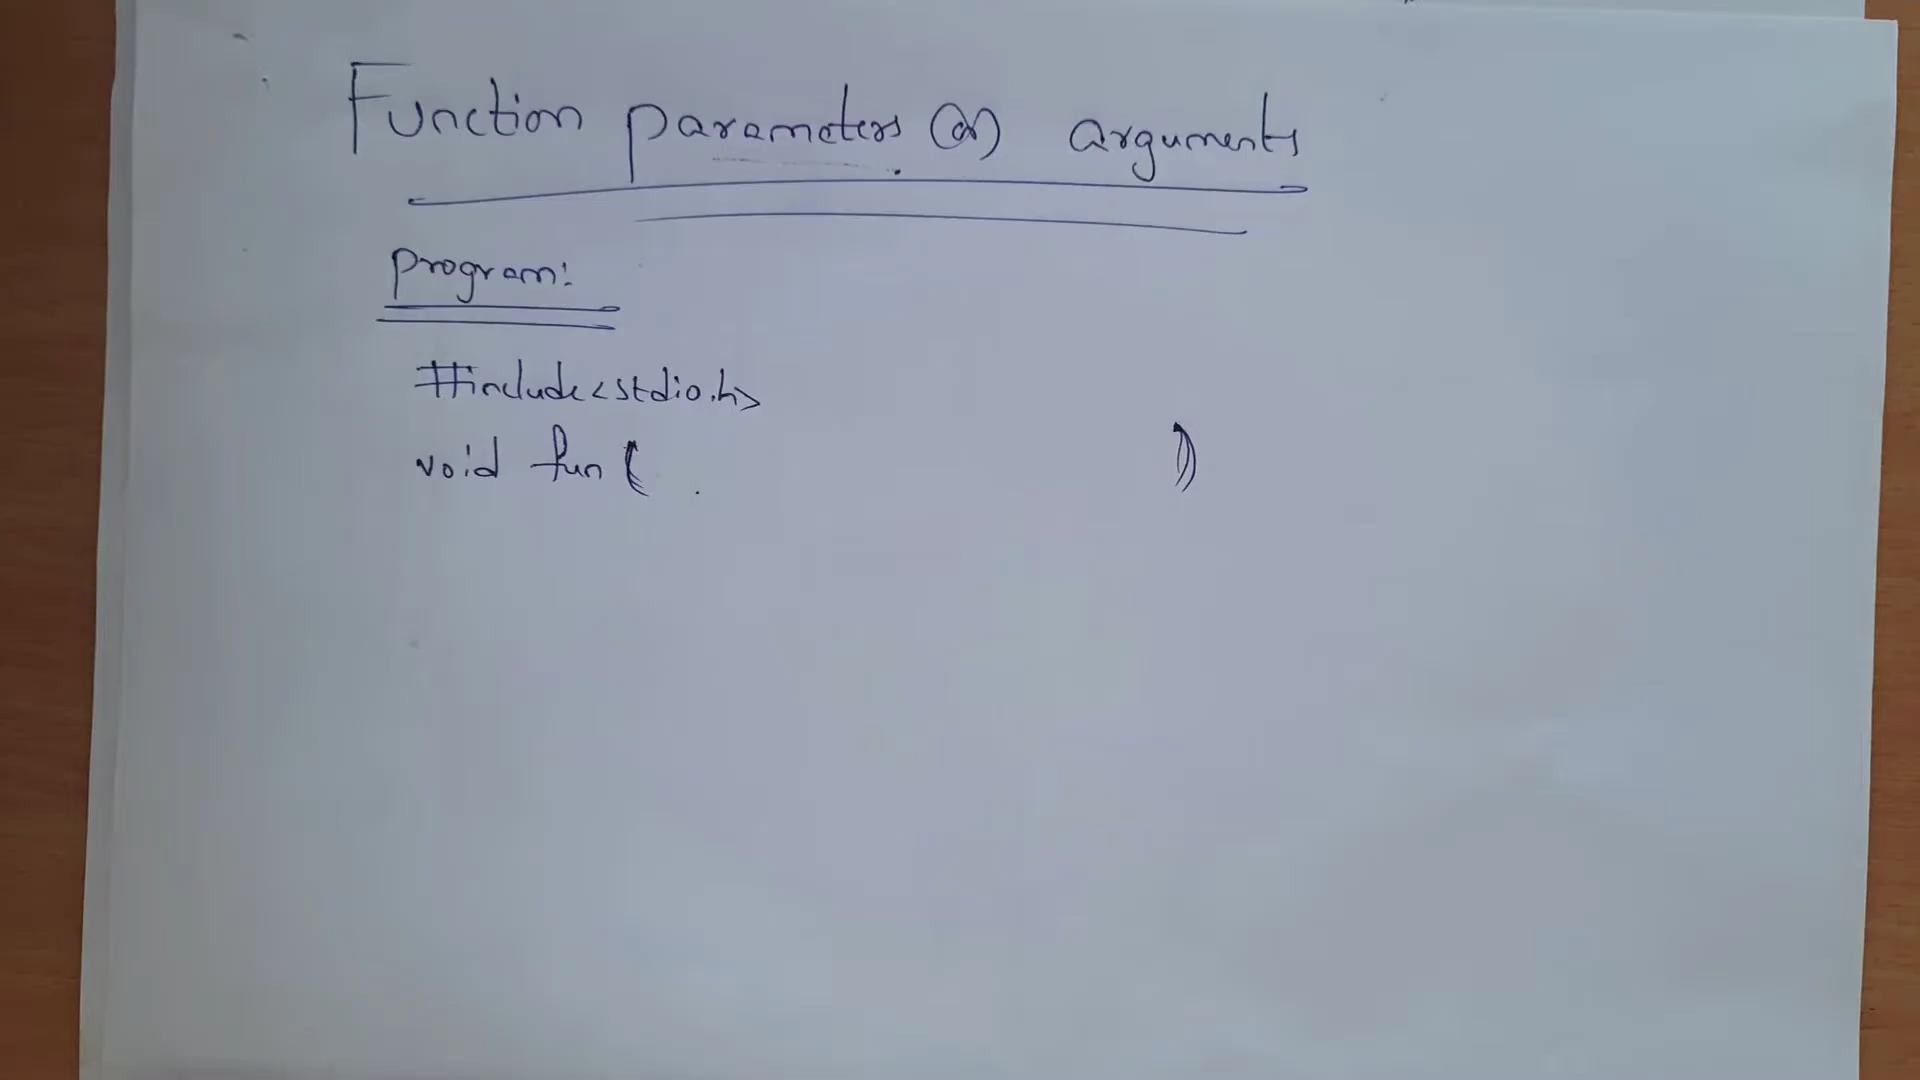 Function parameters (or) arguments
program:
#include<stdio.h>
void fun ( )